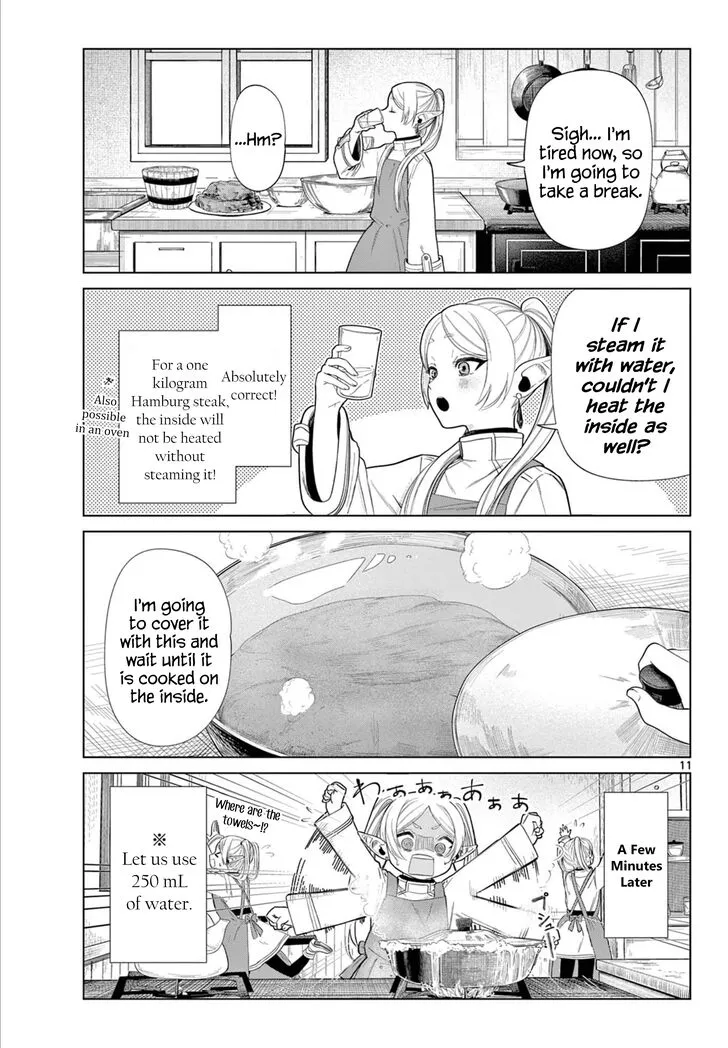 Sigh... I'm
tired now, so
I'm going to
take a break.
...Hm?
If I
steam it
with water,
couldn't I
heat the
inside as
well?
Absolutely
correct!
For a one
kilogram
Hamburg steak,
the inside will
not be heated
without
steaming it!
※
Also
possible
in an oven
I'm going
to cover it
with this and
wait until it
is cooked on
the inside.
11
A Few
Minutes
Later
わぁーぁーぁぁぁ
Where are the
towels~!?
※
Let us use
250 mL
of water.